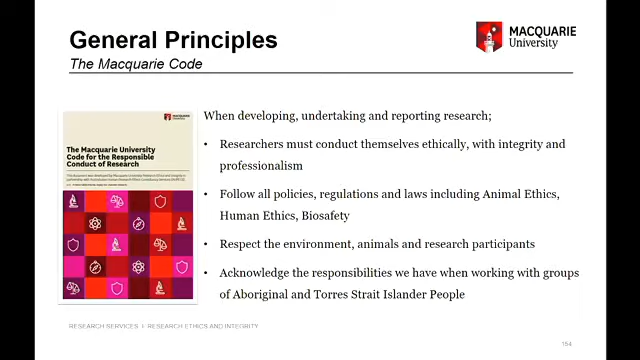 General Principles
The Macquarie Code
MACQUARIE
University
MACQUARIE
University
The Macquarie University
Code for the Responsible
Conduct of Research
When developing, undertaking and reporting research;
• Researchers must conduct themselves ethically, with integrity and
professionalism
• Follow all policies, regulations and laws including Animal Ethics,
Human Ethics, Biosafety
• Respect the environment, animals and research participants
• Acknowledge the responsibilities we have when working with groups
of Aboriginal and Torres Strait Islander People
RESEARCH SERVICES I RESEARCH ETHICS AND INTEGRITY
154